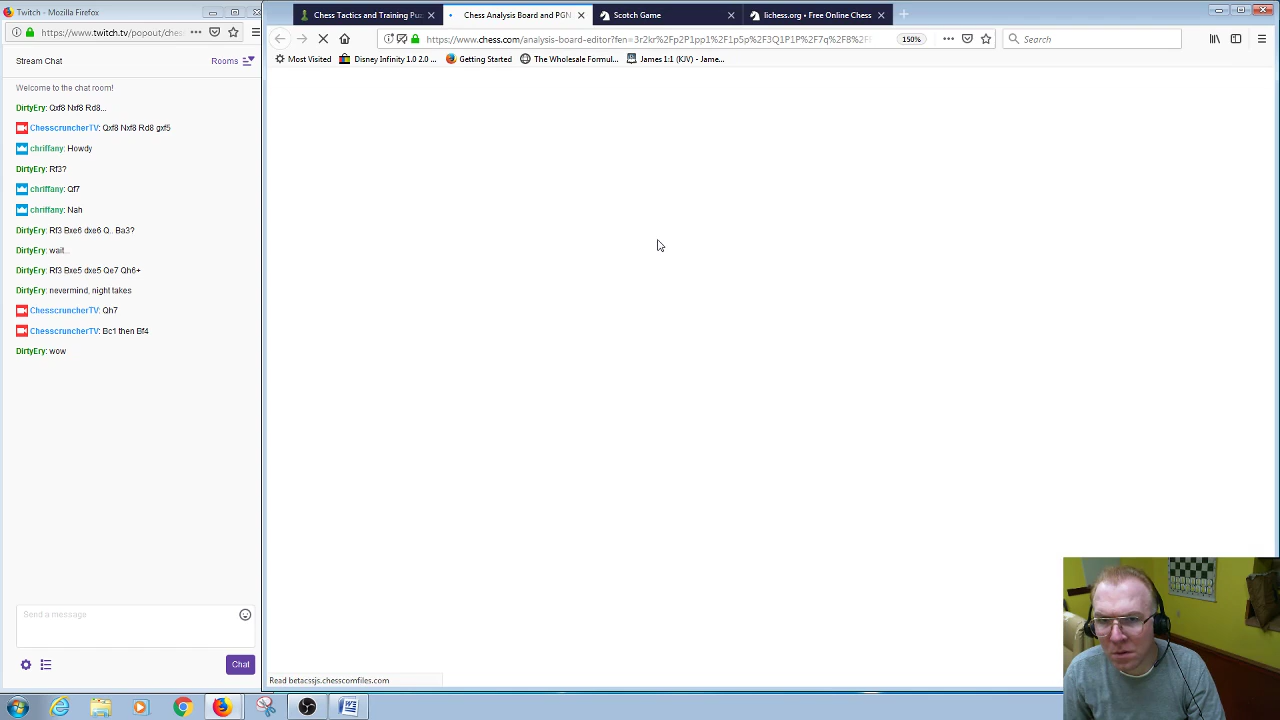 Twitch - Mozilla Firefox
https://www.twitch.tv/popout/ches
Stream Chat
Rooms
Welcome to the chat room!
DirtyEry: Qxf8 Nxf8 Rd8...
ChesscruncherTV: Qxf8 Nxf8 Rd8 gxf5
chriffany: Howdy
DirtyEry: Rf3?
chriffany: Qf7
chriffany: Nah
DirtyEry: Rf3 Bxe6 dxe6 Q.. Ba3?
DirtyEry: wait...
DirtyEry: Rf3 Bxe5 dxe5 Qe7 Qh6+
DirtyEry: nevermind, night takes
ChesscruncherTV: Qh7
ChesscruncherTV: Bc1 then Bf4
DirtyEry: wow
Send a message
Chat
Chess Tactics and Training Puz
Chess Analysis Board and PGN
Scotch Game
lichess.org • Free Online Chess
https://www.chess.com/analysis-board-editor?fen=3r2kr%2Fp2P1pp1%2F1p5p%2F3Q1P1P%2F7q%2F8%2F
150%
Search
Most Visited
Disney Infinity 1.0 2.0 ...
Getting Started
The Wholesale Formul...
James 1:1 (KJV) - Jame...
Read betacssjs.chesscomfiles.com